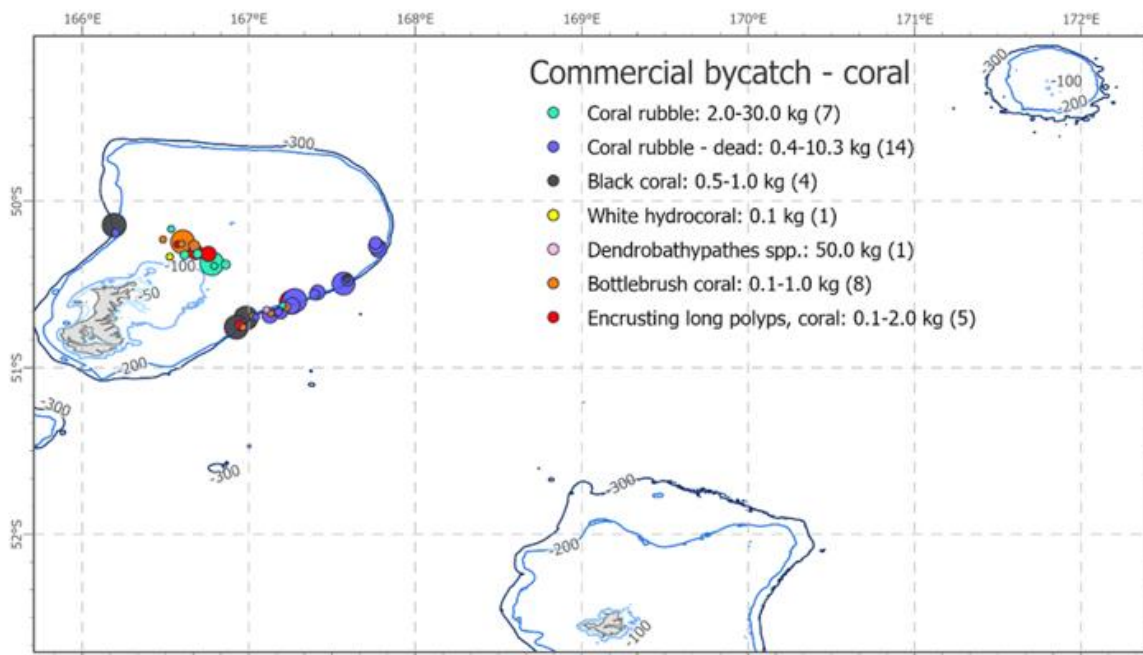 166°E 167°E 168°E 169°E 170°E 171°E 172°E
Commercial bycatch - coral
Coral rubble: 2.0-30.0 kg (7)
Coral rubble - dead: 0.4-10.3 kg (14)
Black coral: 0.5-1.0 kg (4)
White hydrocoral: 0.1 kg (1)
Dendrobathypathes spp.: 50.0 kg (1)
Bottlebrush coral: 0.1-1.0 kg (8)
Encrusting long polyps, coral: 0.1-2.0 kg (5)
-300
-100
-200
-300
50°S
-100
-50
51°S
-200
-300
-300
-300
52°S
-200
-100